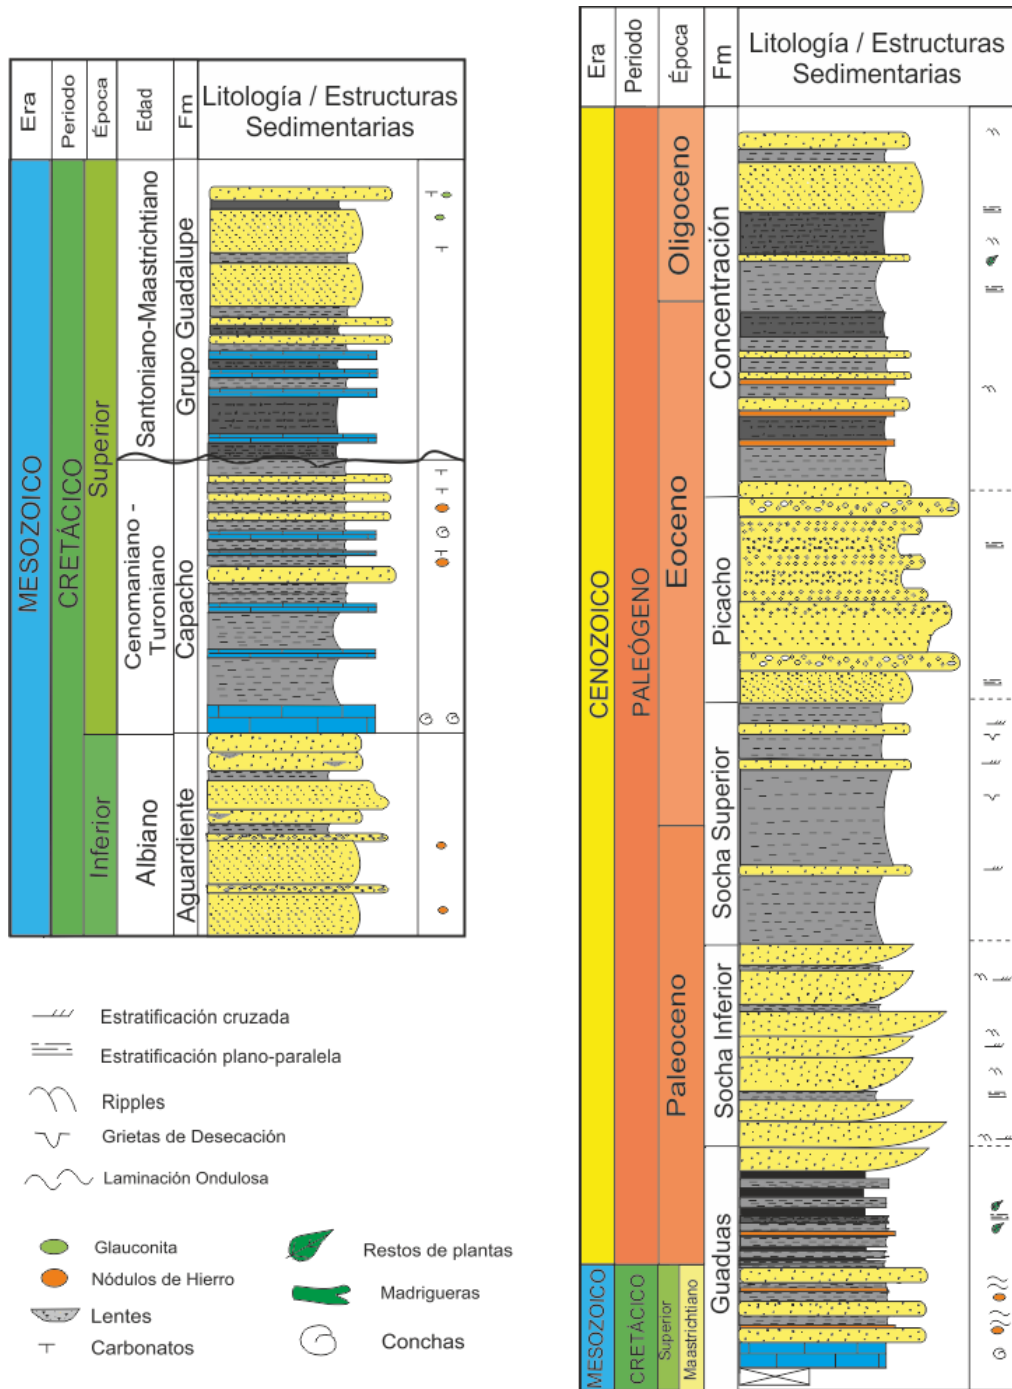 Era
Periodo
Época
Edad
Fm
Litología / Estructuras
Sedimentarias
MESOZOICO
CRETÁCICO
Superior
Inferior
Santoniano-Maastrichtiano
Cenomaniano -
Turoniano
Albiano
Grupo Guadalupe
Capacho
Aguardiente
Estratificación cruzada
Estratificación plano-paralela
Ripples
Grietas de Desecación
Laminación Ondulosa
Glauconita
Nódulos de Hierro
Lentes
Carbonatos
Restos de plantas
Madrigueras
Conchas
Era
Periodo
Época
Fm
Litología / Estructuras
Sedimentarias
CENOZOICO
MESOZOICO
PALEÓGENO
CRETÁCICO
Oligoceno
Eoceno
Paleoceno
Superior
Maastrichtiano
Concentración
Picacho
Socha Superior
Socha Inferior
Guaduas